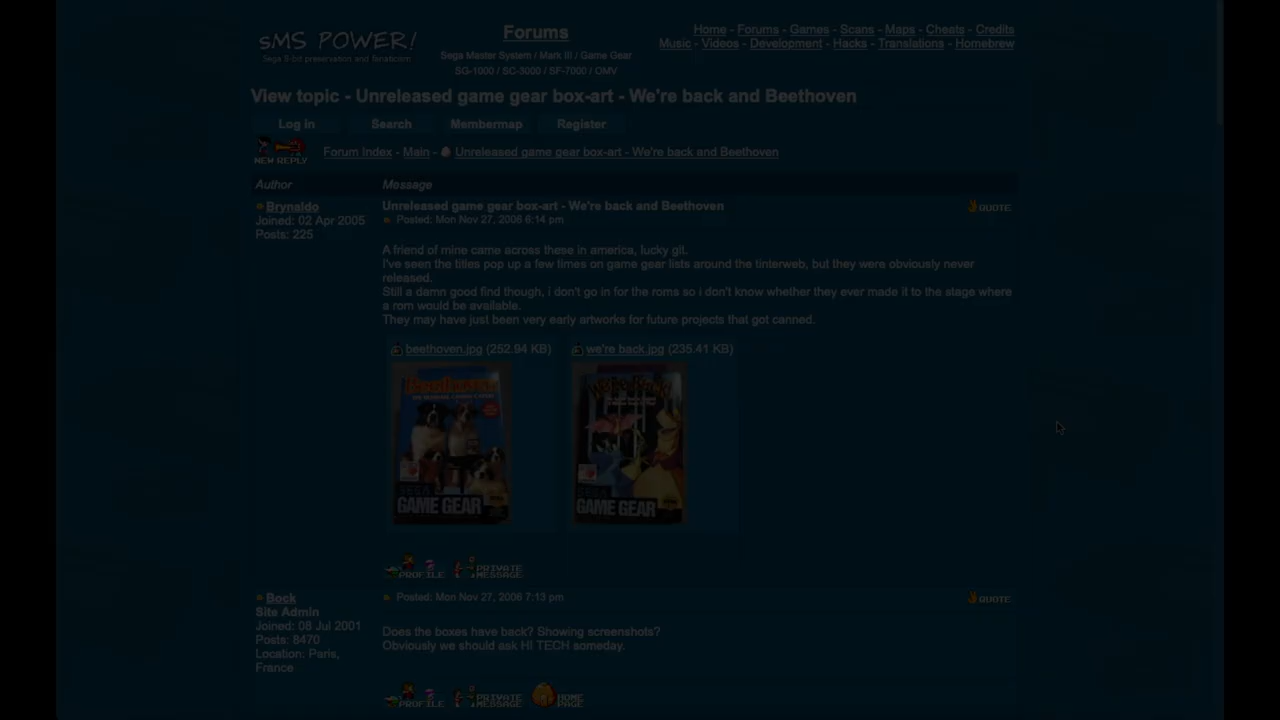 SMS POWER!
Sega 8-bit preservation and fanaticism
Forums
Sega Master System / Mark III / Game Gear
SG-1000 / SC-3000 / SF-7000 / OMV
Home - Forums - Games - Scans - Maps - Cheats - Credits
Music - Videos - Development - Hacks - Translations - Homebrew
View topic - Unreleased game gear box-art - We're back and Beethoven
Log in Search Membermap Register
NEW REPLY Forum Index - Main - Unreleased game gear box-art - We're back and Beethoven
Author Message
Brynaldo
Joined: 02 Apr 2005
Posts: 225
Unreleased game gear box-art - We're back and Beethoven
QUOTE
Posted: Mon Nov 27, 2006 6:14 pm
A friend of mine came across these in america, lucky git.
I've seen the titles pop up a few times on game gear lists around the tinterweb, but they were obviously never
released.
Still a damn good find though, i don't go in for the roms so i don't know whether they ever made it to the stage where
a rom would be available.
They may have just been very early artworks for future projects that got canned.
beethoven.jpg (252.94 KB) we're back.jpg (235.41 KB)
Beethoven
SEGA
GAME GEAR
SEGA
GAME GEAR
PROFILE PRIVATE MESSAGE
Bock
Site Admin
Joined: 08 Jul 2001
Posts: 8470
Location: Paris,
France
Posted: Mon Nov 27, 2006 7:13 pm
QUOTE
Does the boxes have back? Showing screenshots?
Obviously we should ask HI TECH someday.
PROFILE PRIVATE MESSAGE HOME PAGE